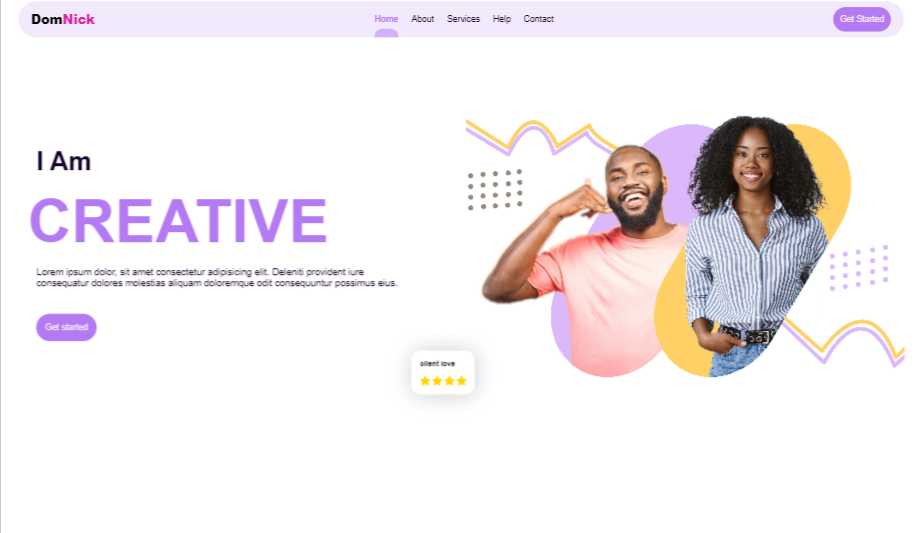 DomNick
Home About Services Help Contact
Get Started
I Am
CREATIVE
Lorem ipsum dolor, sit amet consectetur adipisicing elit. Deleniti provident iure
consequatur dolores molestias aliquam doloremque odit consequuntur possimus eius.
Get started
client love